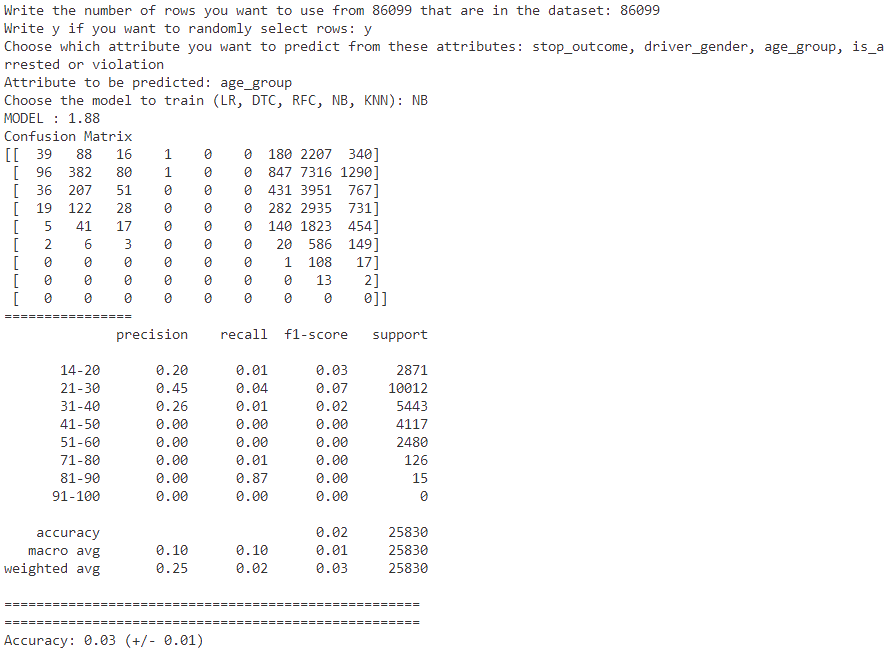 Write the number of rows you want to use from 86099 that are in the dataset: 86099
Write y if you want to randomly select rows: y
Choose which attribute you want to predict from these attributes: stop_outcome, driver_gender, age_group, is_a
rrested or violation
Attribute to be predicted: age_group
Choose the model to train (LR, DTC, RFC, NB, KNN): NB
MODEL : 1.88
Confusion Matrix
[[  39   88   16    1    0    0  180 2207  340]
 [  96  382   80    1    0    0  847 7316 1290]
 [  36  207   51    0    0    0  431 3951  767]
 [  19  122   28    0    0    0  282 2935  731]
 [   5   41   17    0    0    0  140 1823  454]
 [   2    6    3    0    0    0   20  586  149]
 [   0    0    0    0    0    0    1  108   17]
 [   0    0    0    0    0    0    0   13    2]
 [   0    0    0    0    0    0    0    0    0]]
================
              precision    recall  f1-score   support
       14-20       0.20      0.01      0.03      2871
       21-30       0.45      0.04      0.07     10012
       31-40       0.26      0.01      0.02      5443
       41-50       0.00      0.00      0.00      4117
       51-60       0.00      0.00      0.00      2480
       71-80       0.00      0.01      0.00       126
       81-90       0.00      0.87      0.00        15
      91-100       0.00      0.00      0.00         0
    accuracy                           0.02     25830
   macro avg       0.10      0.10      0.01     25830
weighted avg       0.25      0.02      0.03     25830
====================================================
====================================================
Accuracy: 0.03 (+/- 0.01)